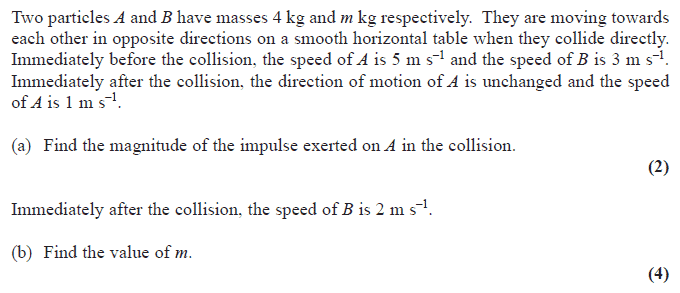 Two particles A and B have masses 4 kg and m kg respectively. They are moving towards
each other in opposite directions on a smooth horizontal table when they collide directly.
Immediately before the collision, the speed of A is 5 m s⁻¹ and the speed of B is 3 m s⁻¹.
Immediately after the collision, the direction of motion of A is unchanged and the speed
of A is 1 m s⁻¹.
(a) Find the magnitude of the impulse exerted on A in the collision.
(2)
Immediately after the collision, the speed of B is 2 m s⁻¹.
(b) Find the value of m.
(4)